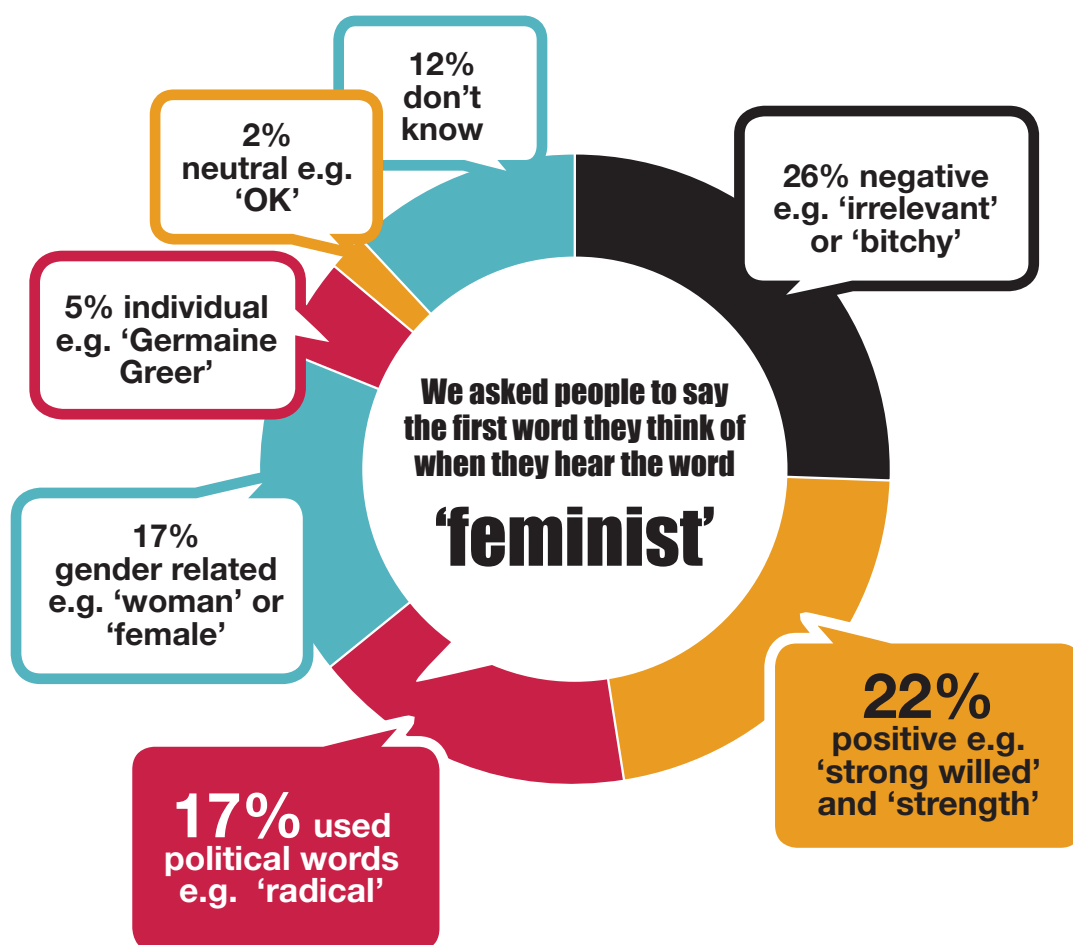 12%
don’t
know
2%
neutral e.g.
‘OK’
26% negative
e.g. ‘irrelevant’
or ‘bitchy’
5% individual
e.g. ‘Germaine
Greer’
We asked people to say
the first word they think of
when they hear the word
‘feminist’
17%
gender related
e.g. ‘woman’ or
‘female’
22%
positive e.g.
‘strong willed’
and ‘strength’
17% used
political words
e.g. ‘radical’